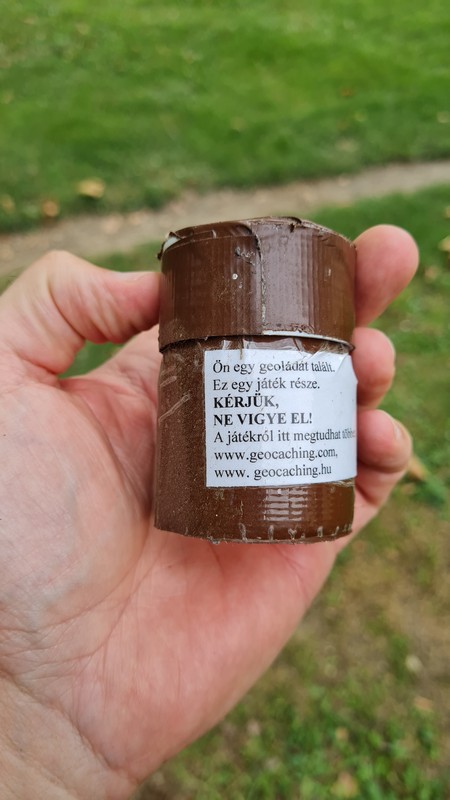 Ön egy geoládát talált.
Ez egy játék része.
KÉRJÜK,
NE VIGYE EL!
A játékról itt megtudhat
www.geocaching.com,
www. geocaching.hu